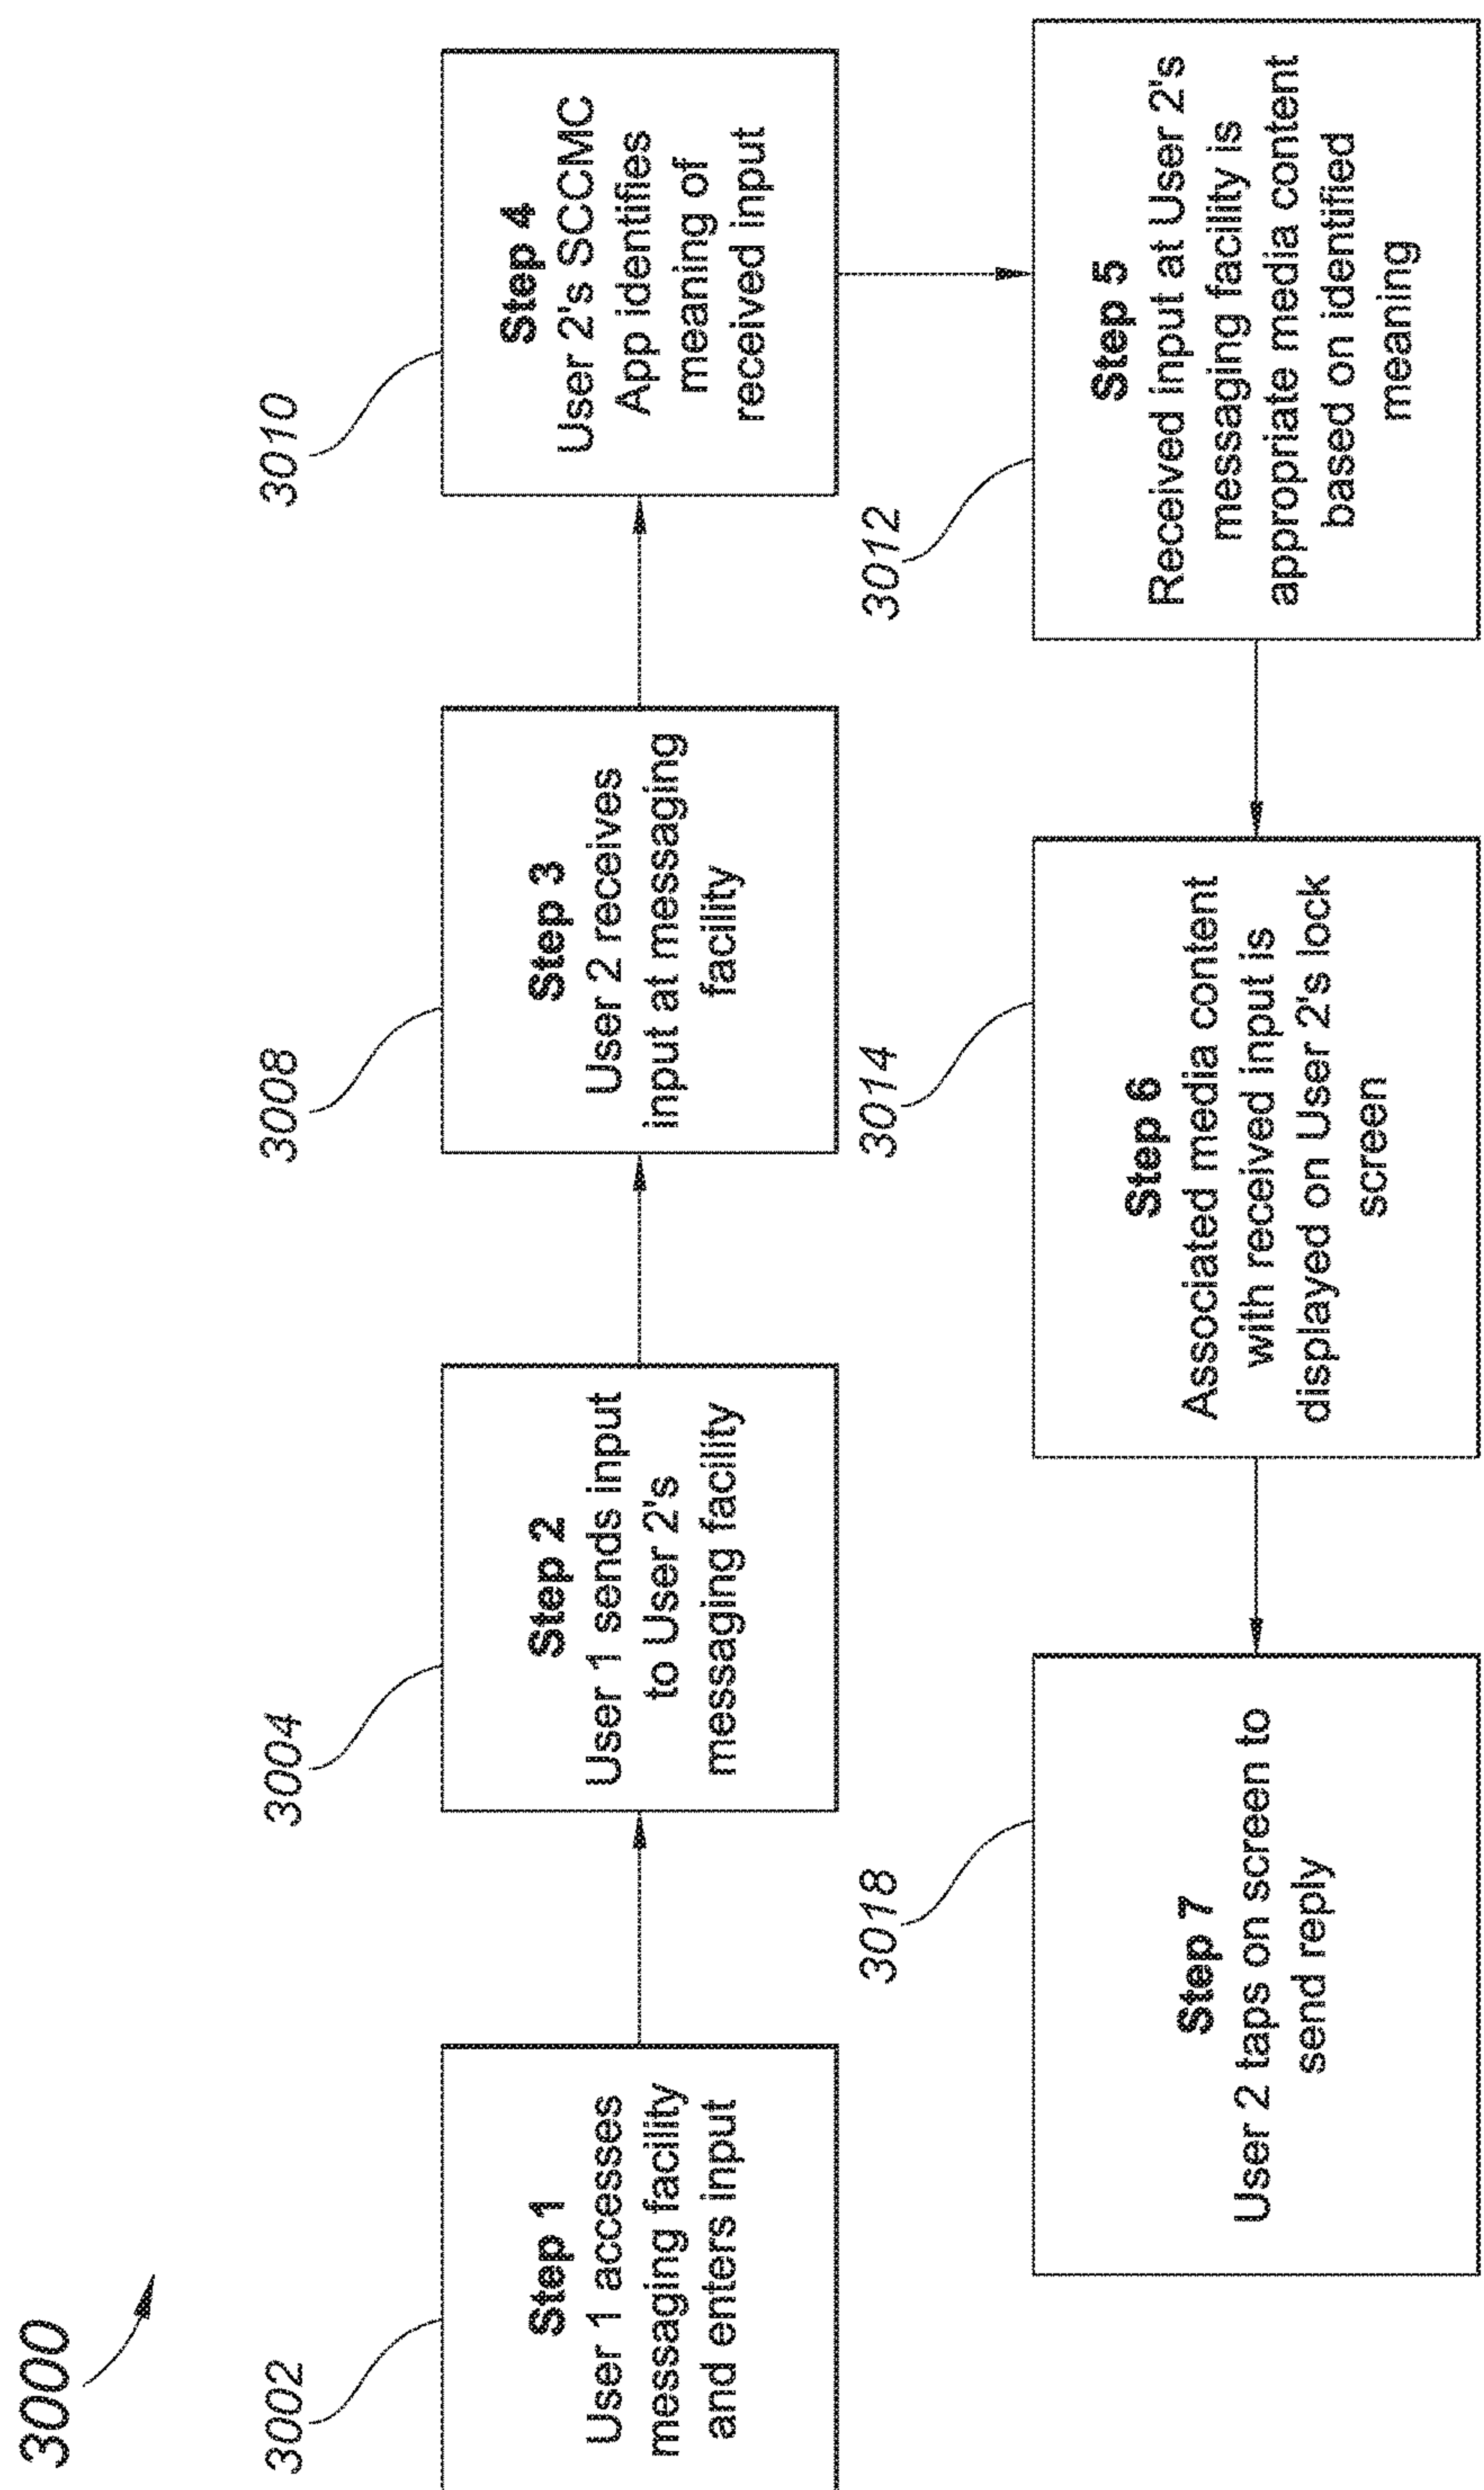 3000
3002
Step 1
User 1 accesses
messaging facility
and enters input
3004
Step 2
User 1 sends input
to User 2's
messaging facility
3008
Step 3
User 2 receives
input at messaging
facility
3010
Step 4
User 2's SCCMC
App identifies
meaning of
received input
3012
Step 5
Received input at User 2's
messaging facility is
appropriate media content
based on identified
meaning
3014
Step 6
Associated media content
with received input is
displayed on User 2's lock
screen
3018
Step 7
User 2 taps on screen to
send reply